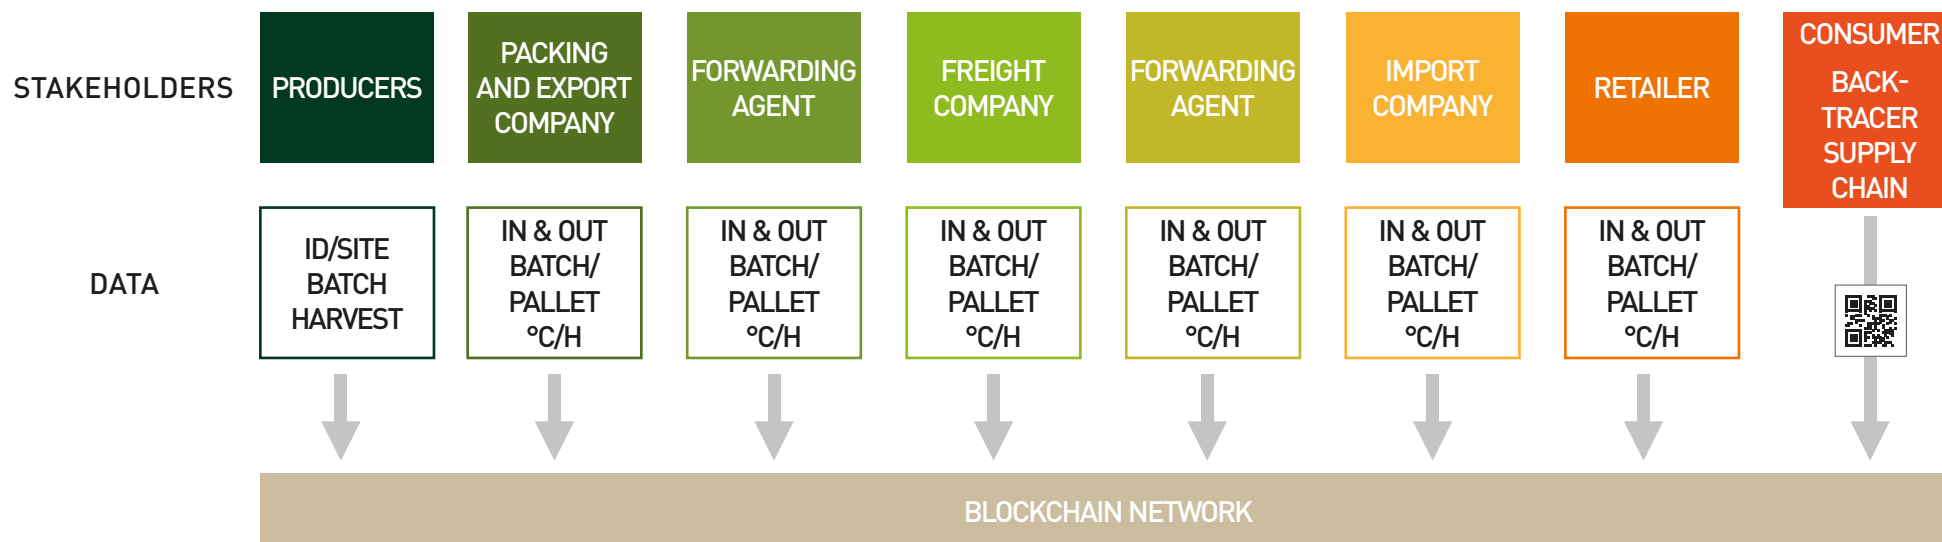 STAKEHOLDERS
PRODUCERS
PACKING
AND EXPORT
COMPANY
FORWARDING
AGENT
FREIGHT
COMPANY
FORWARDING
AGENT
IMPORT
COMPANY
RETAILER
CONSUMER
BACK-
TRACER
SUPPLY
CHAIN
DATA
ID/SITE
BATCH
HARVEST
IN & OUT
BATCH/
PALLET
°C/H
IN & OUT
BATCH/
PALLET
°C/H
IN & OUT
BATCH/
PALLET
°C/H
IN & OUT
BATCH/
PALLET
°C/H
IN & OUT
BATCH/
PALLET
°C/H
IN & OUT
BATCH/
PALLET
°C/H
BLOCKCHAIN NETWORK